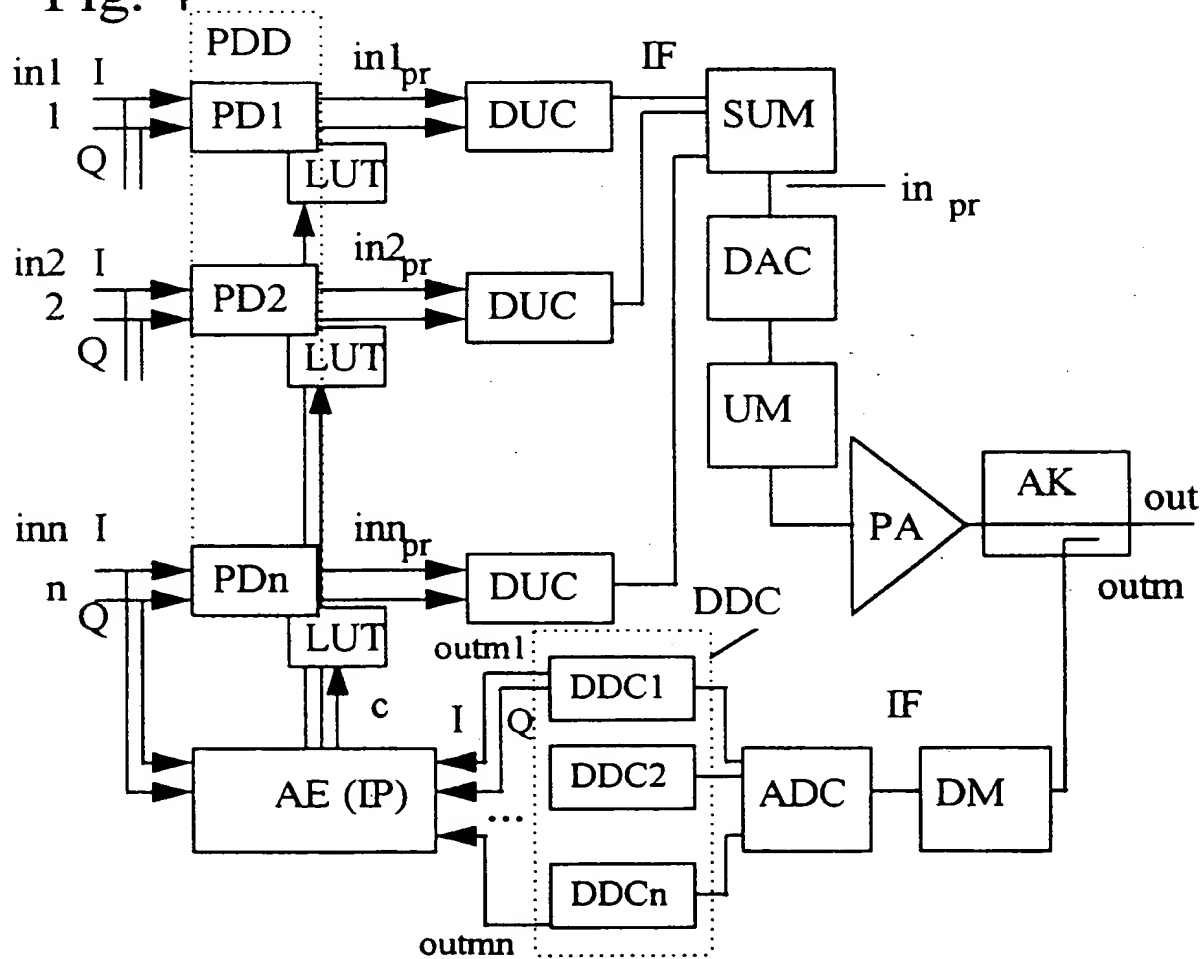 Fig. 4
PDD
in1 I
1
Q
PD1
LUT
in1pr
DUC
IF
SUM
in pr
in2 I
2
Q
PD2
LUT
in2pr
DUC
DAC
UM
PA
AK
out
outm
inn I
n
Q
PDn
LUT
innpr
DUC
DDC
outm1
c
I
Q
DDC1
DDC2
...
DDCn
outmn
AE (IP)
ADC
IF
DM